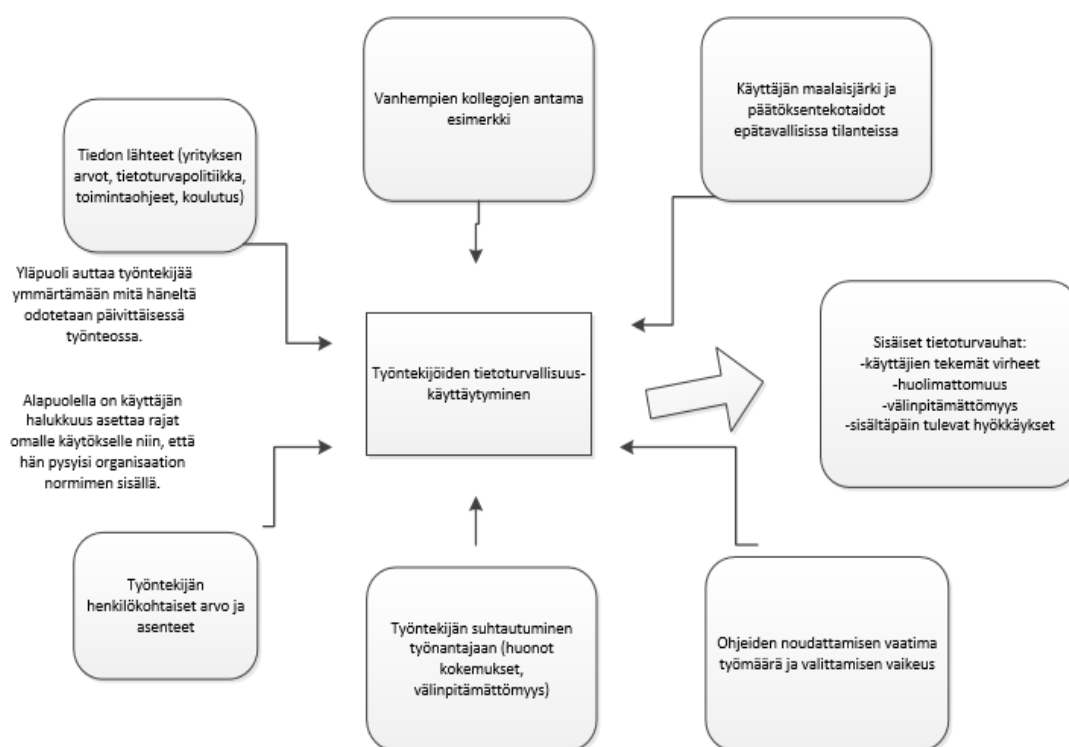 Vanhempien kollegojen antama
esimerkki
Käyttäjän maalaisjärki ja
päätöksentekotaidot
epätavallisissa tilanteissa
Tiedon lähteet (yrityksen
arvot, tietoturvapolitiikka,
toimintaohjeet, koulutus)
Yläpuoli auttaa työntekijää
ymmärtämään mitä häneltä
odotetaan päivittäisessä
työnteossa.
Työntekijöiden tietoturvallisuus-
käyttäytyminen
Sisäiset tietoturvauhat:
-käyttäjien tekemät virheet
-huolimattomuus
-välinpitämättömyys
-sisältäpäin tulevat hyökkäykset
Alapuolella on käyttäjän
halukkuus asettaa rajat
omalle käytökselle niin, että
hän pysyisi organisaation
normimen sisällä.
Työntekijän
henkilökohtaiset arvo ja
asenteet
Työntekijän suhtautuminen
työnantajaan (huonot
kokemukset,
välinpitämättömyys)
Ohjeiden noudattamisen vaatima
työmäärä ja valittamisen vaikeus